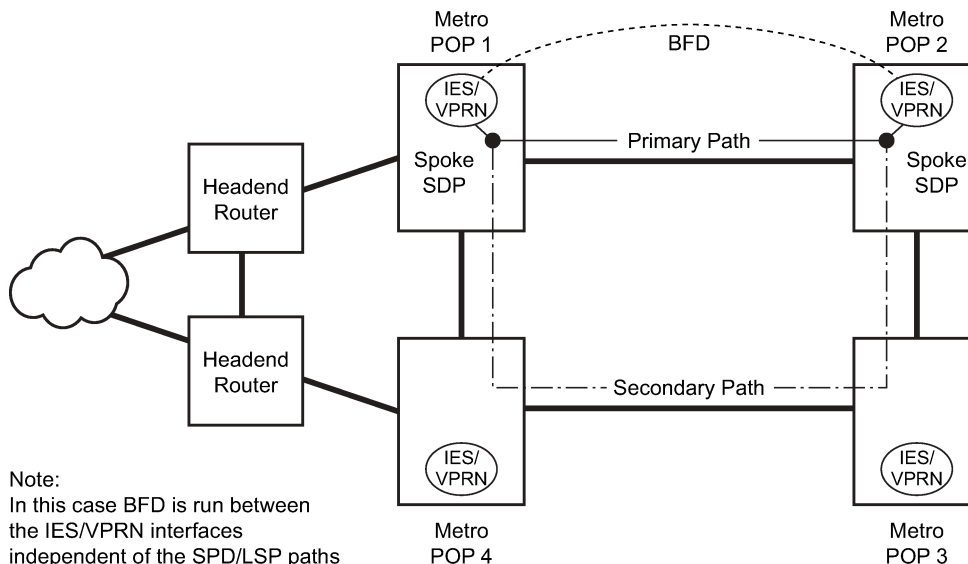 Metro
POP 1
Metro
POP 2
BFD
IES/
VPRN
IES/
VPRN
Primary Path
Spoke
SDP
Spoke
SDP
Headend
Router
Headend
Router
Secondary Path
IES/
VPRN
IES/
VPRN
Metro
POP 4
Metro
POP 3
Note:
In this case BFD is run between
the IES/VPRN interfaces
independent of the SPD/LSP paths